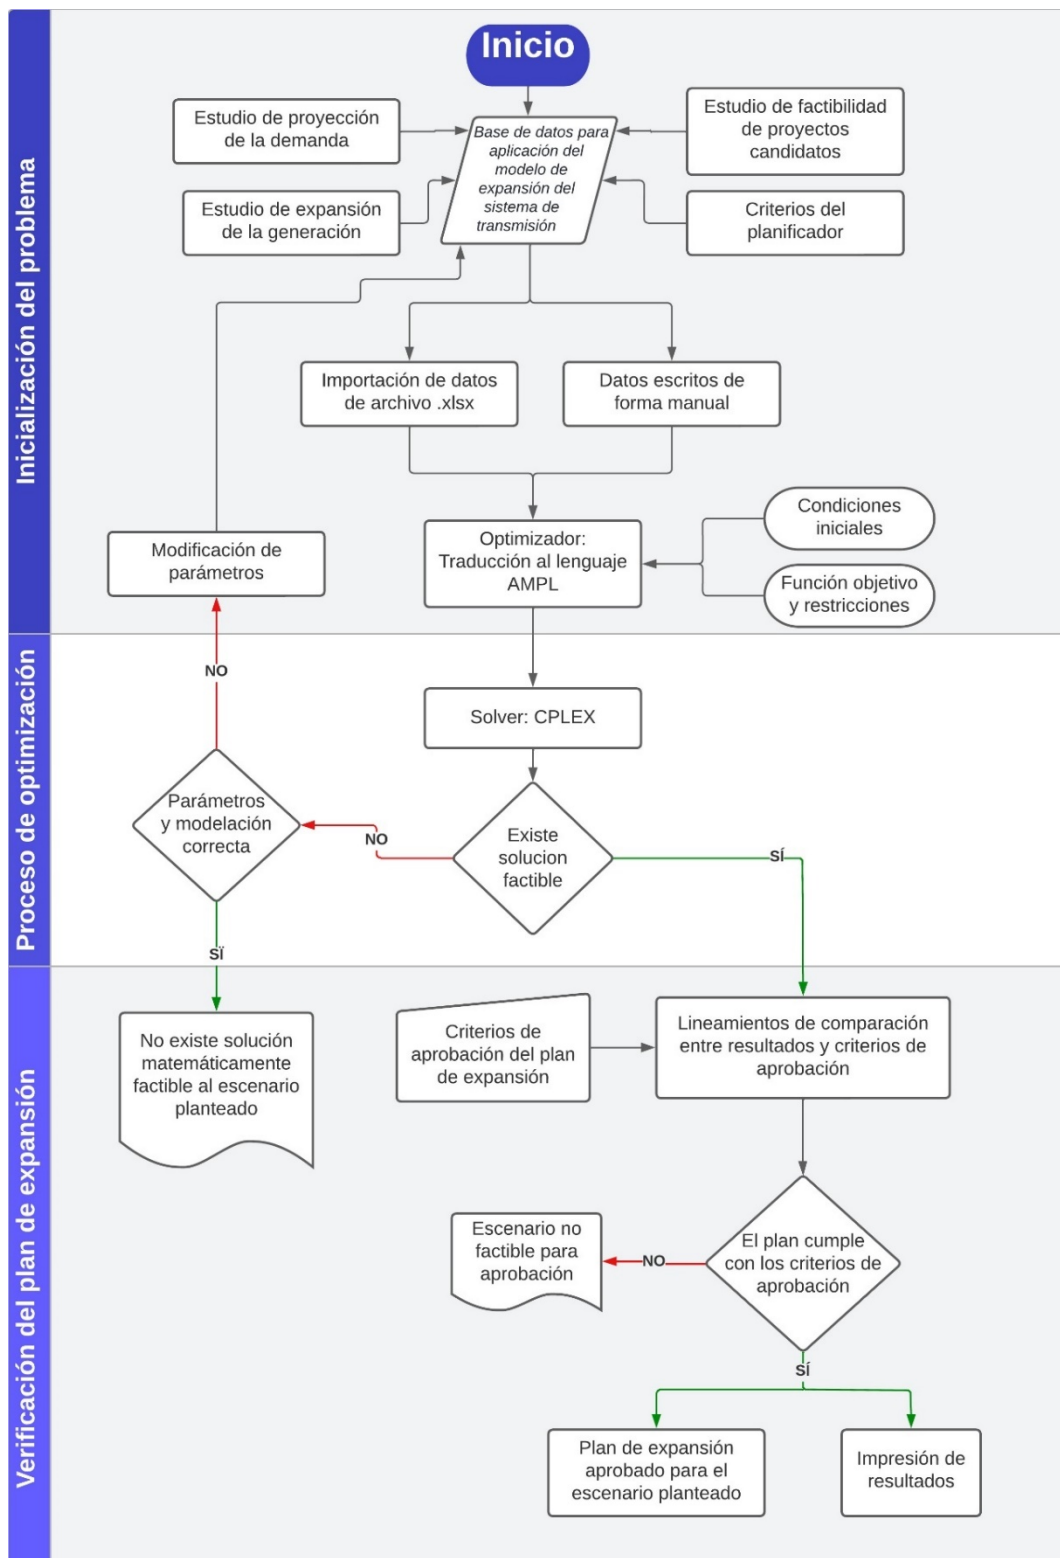 Inicialización del problema
Inicio
Estudio de proyección
de la demanda
Base de datos para
aplicación del
modelo de
expansión del
sistema de
transmisión
Estudio de factibilidad
de proyectos
candidatos
Estudio de expansión
de la generación
Criterios del
planificador
Importación de datos
de archivo .xlsx
Datos escritos de
forma manual
Modificación de
parámetros
Optimizador:
Traducción al lenguaje
AMPL
Condiciones
iniciales
Función objetivo
y restricciones
Proceso de optimización
NO
Solver: CPLEX
Parámetros
y modelación
correcta
NO
Existe
solucion
factible
SÍ
SÏ
Verificación del plan de expansión
No existe solución
matemáticamente
factible al escenario
planteado
Criterios de
aprobación del plan
de expansión
Lineamientos de comparación
entre resultados y criterios de
aprobación
Escenario no
factible para
aprobación
NO
El plan cumple
con los criterios de
aprobación
SÍ
Plan de expansión
aprobado para el
escenario planteado
Impresión de
resultados